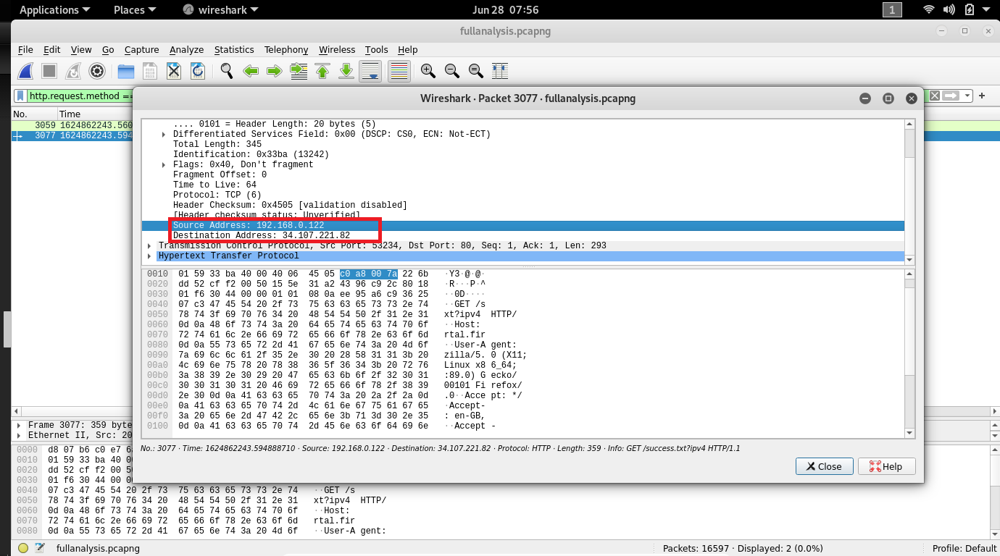 Applications Places wireshark Jun 28 07:56 1
fullanalysis.pcapng
File Edit View Go Capture Analyze Statistics Telephony Wireless Tools Help
http.request.method ==
Wireshark · Packet 3077 · fullanalysis.pcapng
No. Time
3059 1624862243.560
3077 1624862243.594
.... 0101 = Header Length: 20 bytes (5)
Differentiated Services Field: 0x00 (DSCP: CS0, ECN: Not-ECT)
Total Length: 345
Identification: 0x33ba (13242)
Flags: 0x40, Don't fragment
Fragment Offset: 0
Time to Live: 64
Protocol: TCP (6)
Header Checksum: 0x4505 [validation disabled]
[Header checksum status: Unverified]
Source Address: 192.168.0.122
Destination Address: 34.107.221.82
Transmission Control Protocol, Src Port: 53234, Dst Port: 80, Seq: 1, Ack: 1, Len: 293
Hypertext Transfer Protocol
0010 01 59 33 ba 40 00 40 06 45 05 c0 a8 00 7a 22 6b ·Y3·@·@·
0020 dd 52 cf f2 00 50 15 5e 31 a2 43 96 c9 2c 80 18 ·R···P·^
0030 01 f6 30 44 00 00 01 01 08 0a ee 95 a6 c9 36 25 ··0D····
0040 07 c3 47 45 54 20 2f 73 75 63 63 65 73 73 2e 74 ··GET /s
0050 78 74 3f 69 70 76 34 20 48 54 54 50 2f 31 2e 31 xt?ipv4 HTTP/
0060 0d 0a 48 6f 73 74 3a 20 64 65 74 65 63 74 70 6f ··Host:
0070 72 74 61 6c 2e 66 69 72 65 66 6f 78 2e 63 6f 6d rtal.fir
0080 0d 0a 55 73 65 72 2d 41 67 65 6e 74 3a 20 4d 6f ··User-A gent:
0090 7a 69 6c 6c 61 2f 35 2e 30 20 28 58 31 31 3b 20 zilla/5. 0 (X11;
00a0 4c 69 6e 75 78 20 78 38 36 5f 36 34 3b 20 72 76 Linux x8 6_64;
00b0 3a 38 39 2e 30 29 20 47 65 63 6b 6f 2f 32 30 31 :89.0) G ecko/
00c0 30 30 31 30 31 20 46 69 72 65 66 6f 78 2f 38 39 00101 Fi refox/
00d0 2e 30 0d 0a 41 63 63 65 70 74 3a 20 2a 2f 2a 0d .0··Acce pt: */
00e0 0a 41 63 63 65 70 74 2d 4c 61 6e 67 75 61 67 65 ·Accept-
00f0 3a 20 65 6e 2d 47 42 2c 65 6e 3b 71 3d 30 2e 35 : en-GB,
0100 0d 0a 41 63 63 65 70 74 2d 45 6e 63 6f 64 69 6e ··Accept -
No.: 3077 · Time: 1624862243.594888710 · Source: 192.168.0.122 · Destination: 34.107.221.82 · Protocol: HTTP · Length: 359 · Info: GET /success.txt?ipv4 HTTP/1.1
Close Help
Frame 3077: 359 byte
Ethernet II, Src: 20
0000 d8 07 b6 c0 e7 6
0010 01 59 33 ba 40 00
0020 dd 52 cf f2 00 5
0030 01 f6 30 44 00 00
0040 07 c3 47 45 54 20 2f 73 75 63 63 65 73 73 2e 74 ··GET /s
0050 78 74 3f 69 70 76 34 20 48 54 54 50 2f 31 2e 31 xt?ipv4 HTTP/
0060 0d 0a 48 6f 73 74 3a 20 64 65 74 65 63 74 70 6f ··Host:
0070 72 74 61 6c 2e 66 69 72 65 66 6f 78 2e 63 6f 6d rtal.fir
0080 0d 0a 55 73 65 72 2d 41 67 65 6e 74 3a 20 4d 6f ··User-A gent:
fullanalysis.pcapng Packets: 16597 · Displayed: 2 (0.0%) Profile: Default